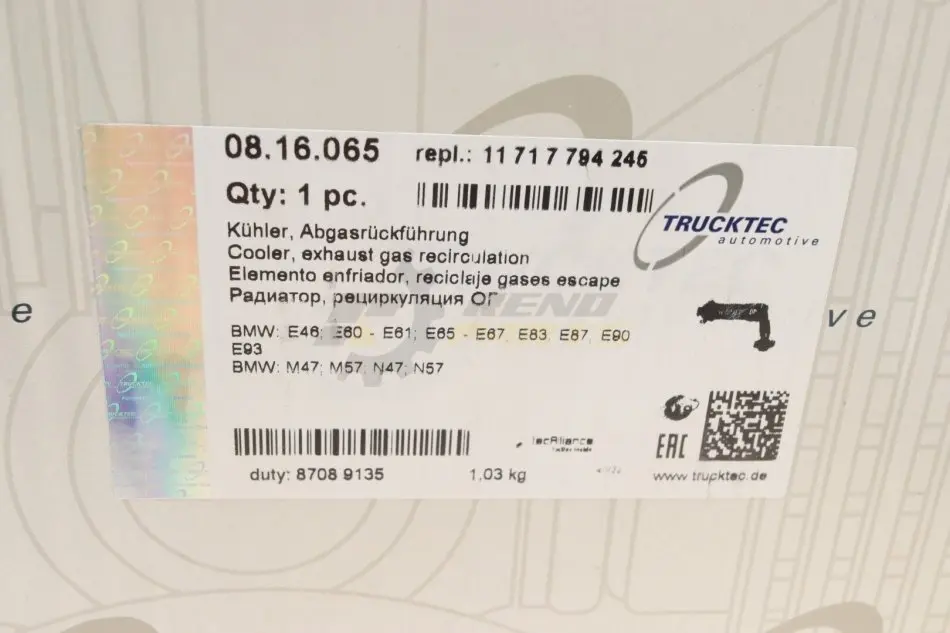 08.16.065
repl.: 11 71 7 794 245
Qty: 1 pc.
TRUCKTEC
automotive
Kühler, Abgasrückführung
Cooler, exhaust gas recirculation
Elemento enfriador, reciclaje gases escape
Радиатор, рециркуляция ОГ
BMW: E46; E60 - E61; E65 - E67, E83, E87, E90
E93
BMW: M47; M57; N47; N57
e
ve
tecAlliance
EAC
duty: 8708 9135
1,03 kg
www.trucktec.de